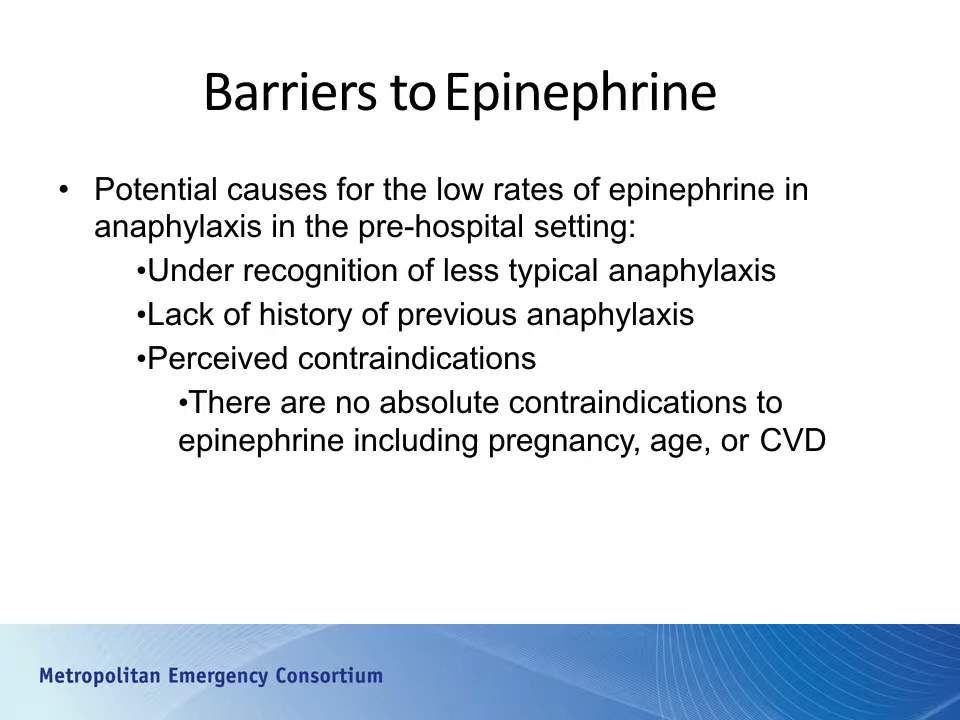 Barriers to Epinephrine
• Potential causes for the low rates of epinephrine in
anaphylaxis in the pre-hospital setting:
•Under recognition of less typical anaphylaxis
•Lack of history of previous anaphylaxis
•Perceived contraindications
•There are no absolute contraindications to
epinephrine including pregnancy, age, or CVD
Metropolitan Emergency Consortium